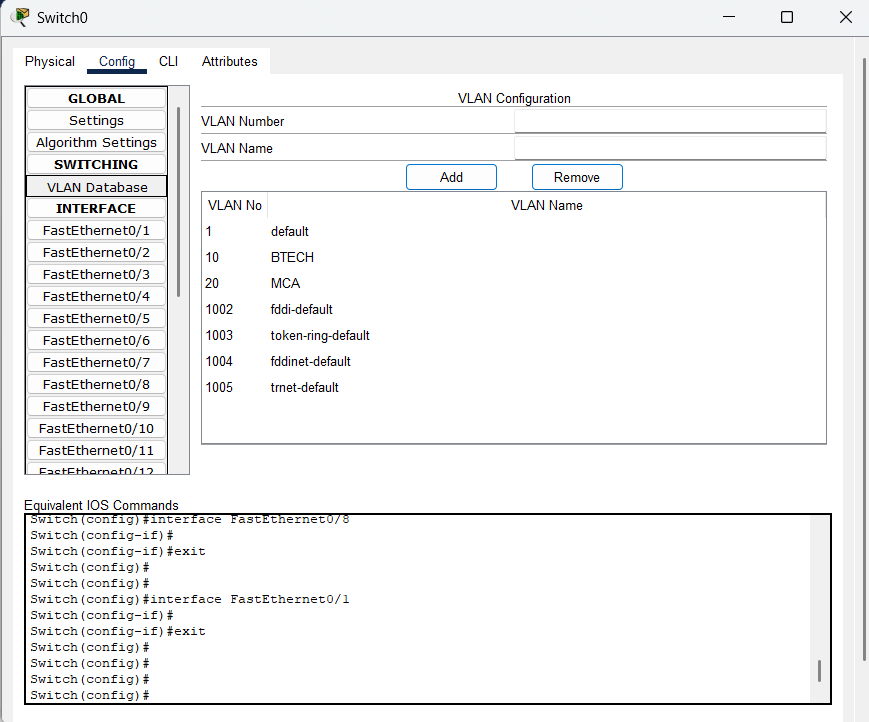 Switch0
Physical Config CLI Attributes
GLOBAL
Settings
Algorithm Settings
SWITCHING
VLAN Database
INTERFACE
FastEthernet0/1
FastEthernet0/2
FastEthernet0/3
FastEthernet0/4
FastEthernet0/5
FastEthernet0/6
FastEthernet0/7
FastEthernet0/8
FastEthernet0/9
FastEthernet0/10
FastEthernet0/11
FastEthernet0/12
VLAN Configuration
VLAN Number
VLAN Name
Add Remove
VLAN No VLAN Name
1 default
10 BTECH
20 MCA
1002 fddi-default
1003 token-ring-default
1004 fddinet-default
1005 trnet-default
Equivalent IOS Commands
Switch(config)#interface FastEthernet0/8
Switch(config-if)#
Switch(config-if)#exit
Switch(config)#
Switch(config)#
Switch(config)#interface FastEthernet0/1
Switch(config-if)#
Switch(config-if)#exit
Switch(config)#
Switch(config)#
Switch(config)#
Switch(config)#